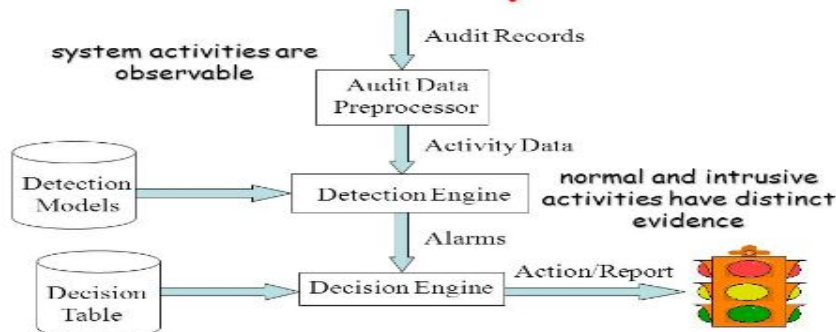 Audit Records
system activities are
observable
Audit Data
Preprocessor
Activity Data
Detection
Models
Detection Engine
normal and intrusive
activities have distinct
evidence
Alarms
Decision
Table
Decision Engine
Action/Report